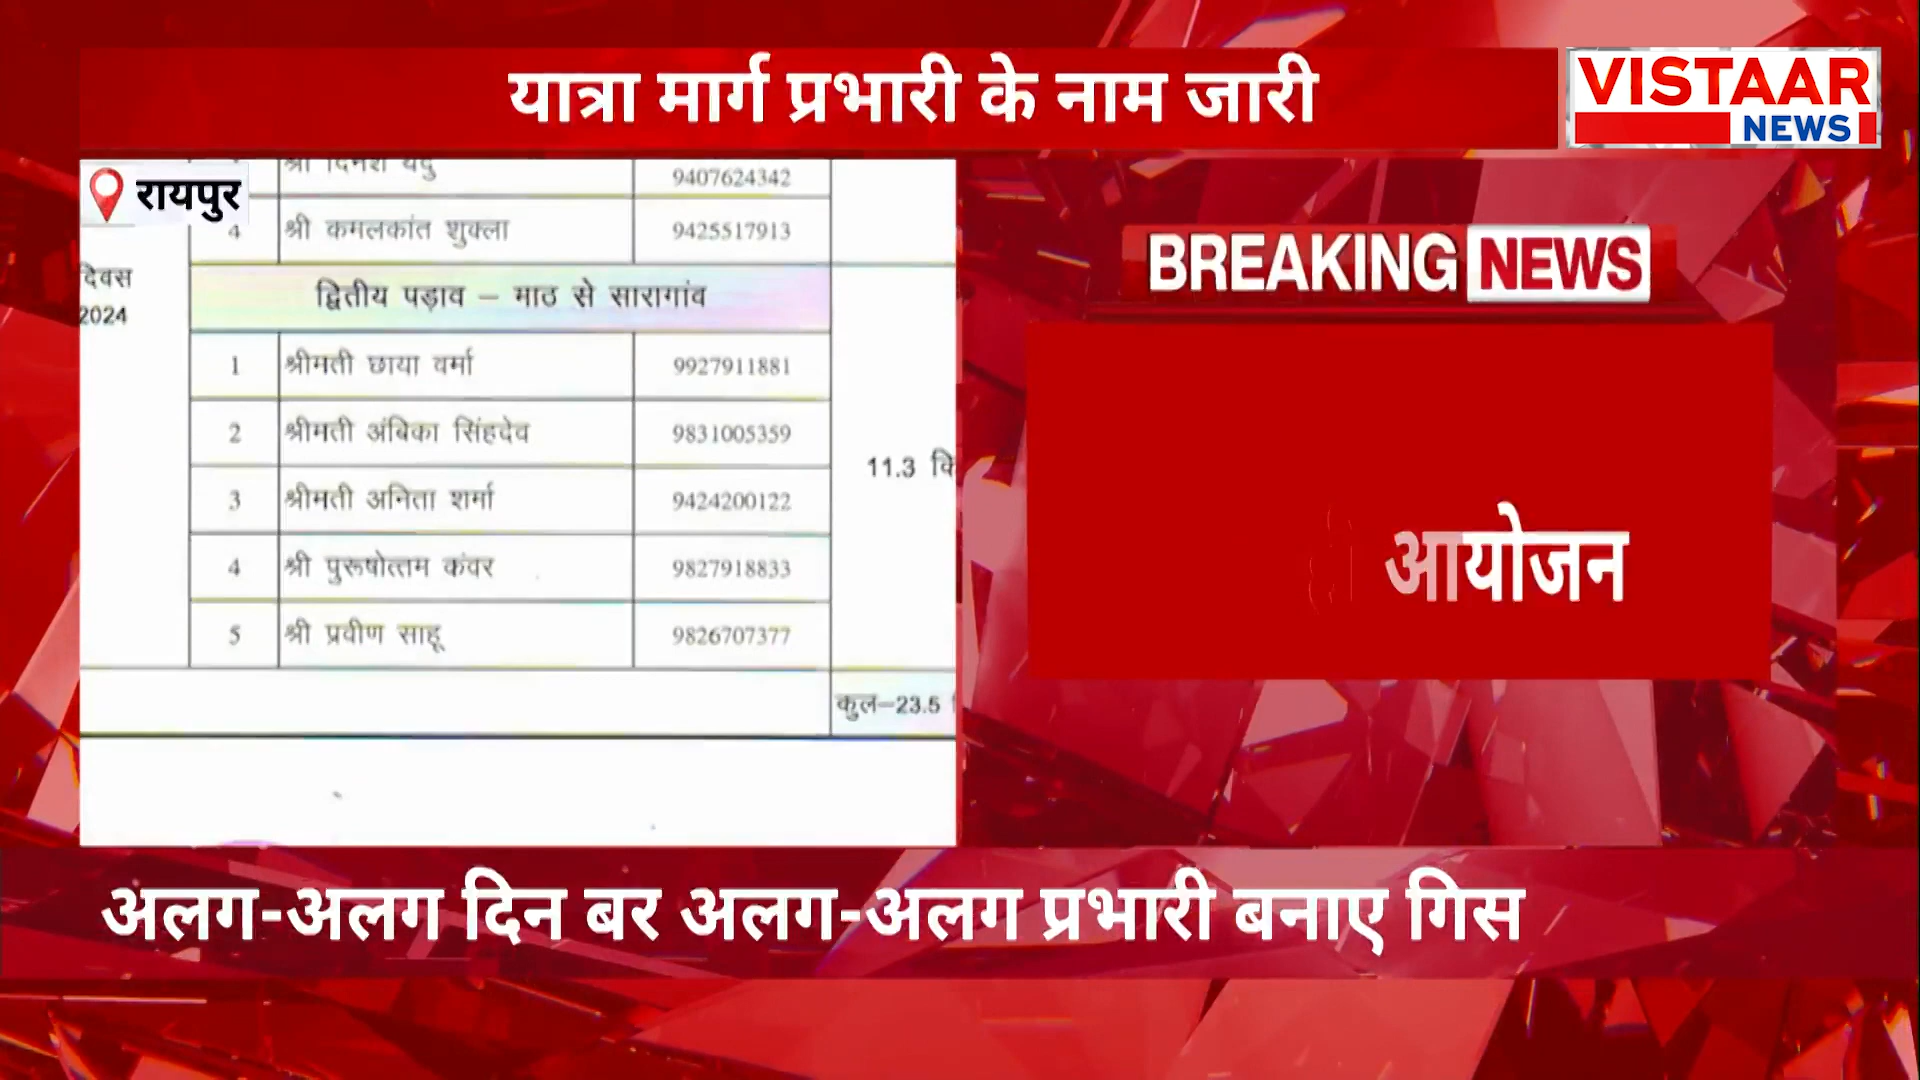 यात्रा मार्ग प्रभारी के नाम जारी
VISTAAR
NEWS
रायपुर
श्री दिनेश यदु 9407624342
4 श्री कमलकांत शुक्ला 9425517913
दिवस
2024
द्वितीय पड़ाव – माठ से सारागांव
1 श्रीमती छाया वर्मा 9927911881
2 श्रीमती अंबिका सिंहदेव 9831005359
3 श्रीमती अनिता शर्मा 9424200122
11.3 कि
4 श्री पुरूषोत्तम कंवर 9827918833
5 श्री प्रवीण साहू 9826707377
कुल–23.5
BREAKING NEWS
आयोजन
अलग-अलग दिन बर अलग-अलग प्रभारी बनाए गिस